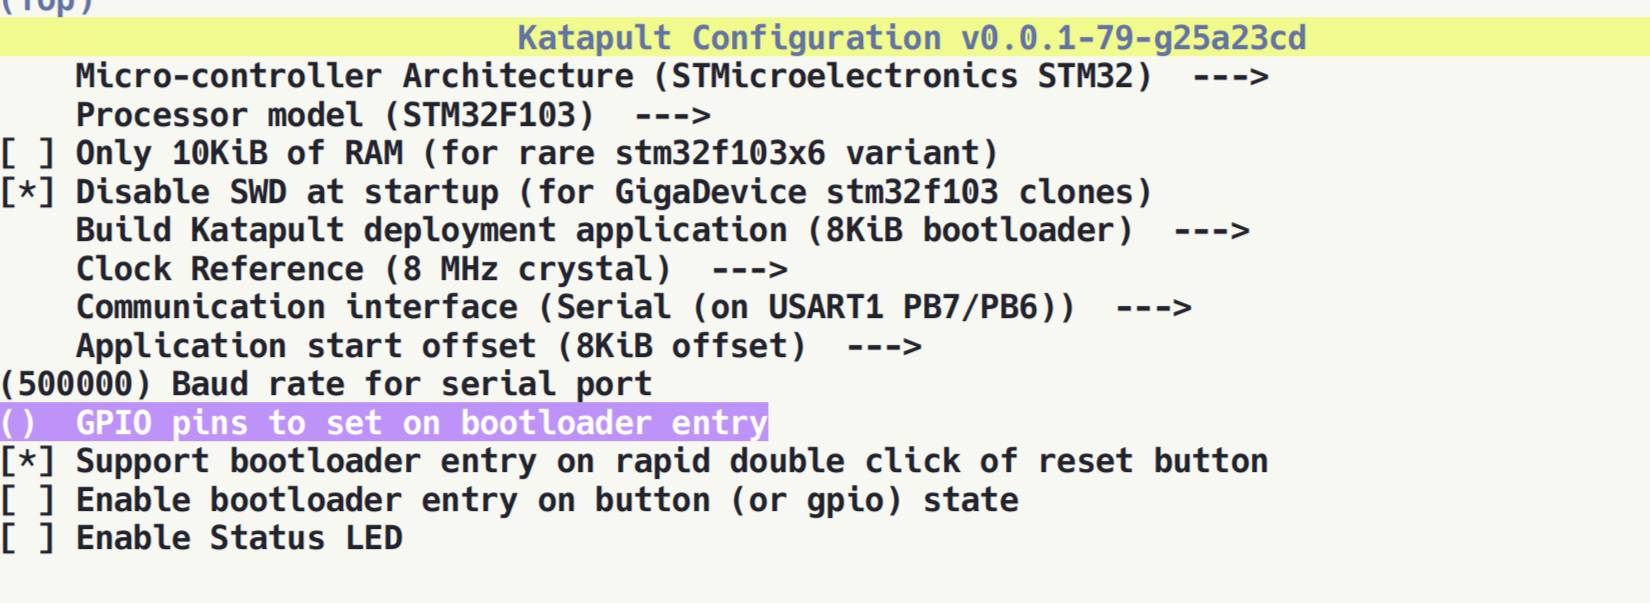 (Top)
Katapult Configuration v0.0.1-79-g25a23cd
Micro-controller Architecture (STMicroelectronics STM32)  --->
Processor model (STM32F103)  --->
[ ] Only 10KiB of RAM (for rare stm32f103x6 variant)
[*] Disable SWD at startup (for GigaDevice stm32f103 clones)
Build Katapult deployment application (8KiB bootloader)  --->
Clock Reference (8 MHz crystal)  --->
Communication interface (Serial (on USART1 PB7/PB6))  --->
Application start offset (8KiB offset)  --->
(500000) Baud rate for serial port
()  GPIO pins to set on bootloader entry
[*] Support bootloader entry on rapid double click of reset button
[ ] Enable bootloader entry on button (or gpio) state
[ ] Enable Status LED